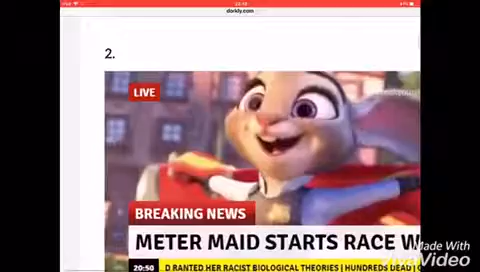 dorkly.com
2.
LIVE
BREAKING NEWS
METER MAID STARTS RACE W
20:50 . D RANTED HER RACIST BIOLOGICAL THEORIES | HUNDREDS DEAD |
Made With
VivaVideo